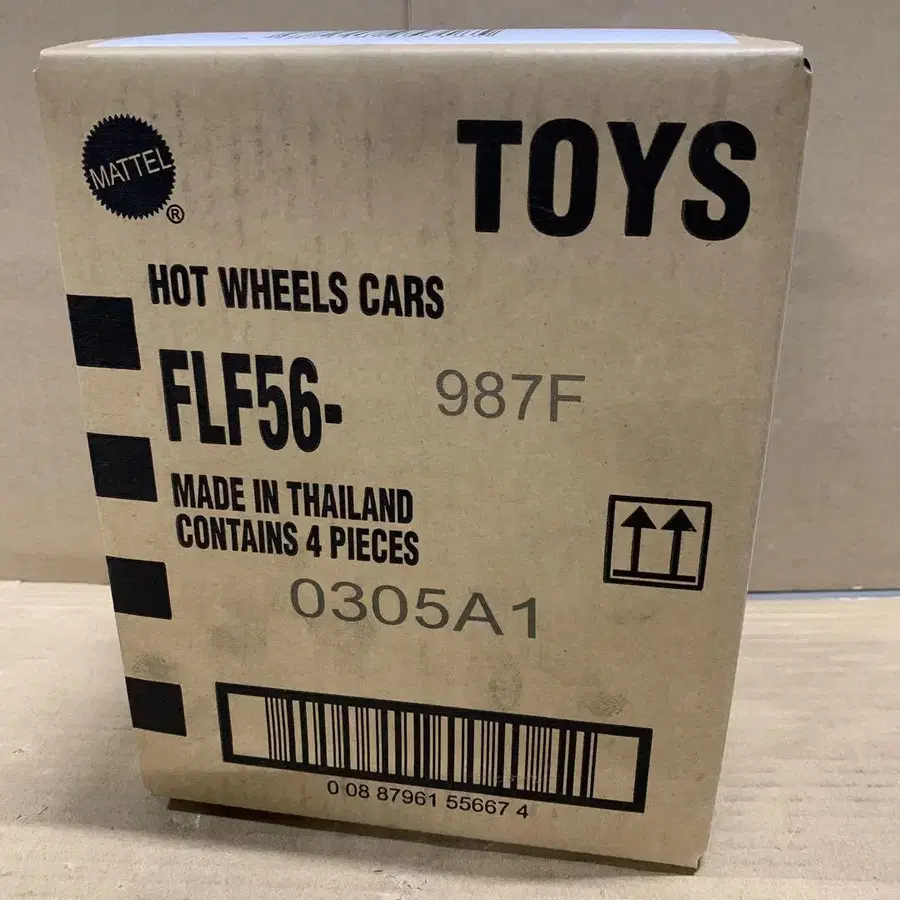 MATTEL
®
TOYS
HOT WHEELS CARS
FLF56- 987F
MADE IN THAILAND
CONTAINS 4 PIECES
0305A1
0 08 87961 55667 4